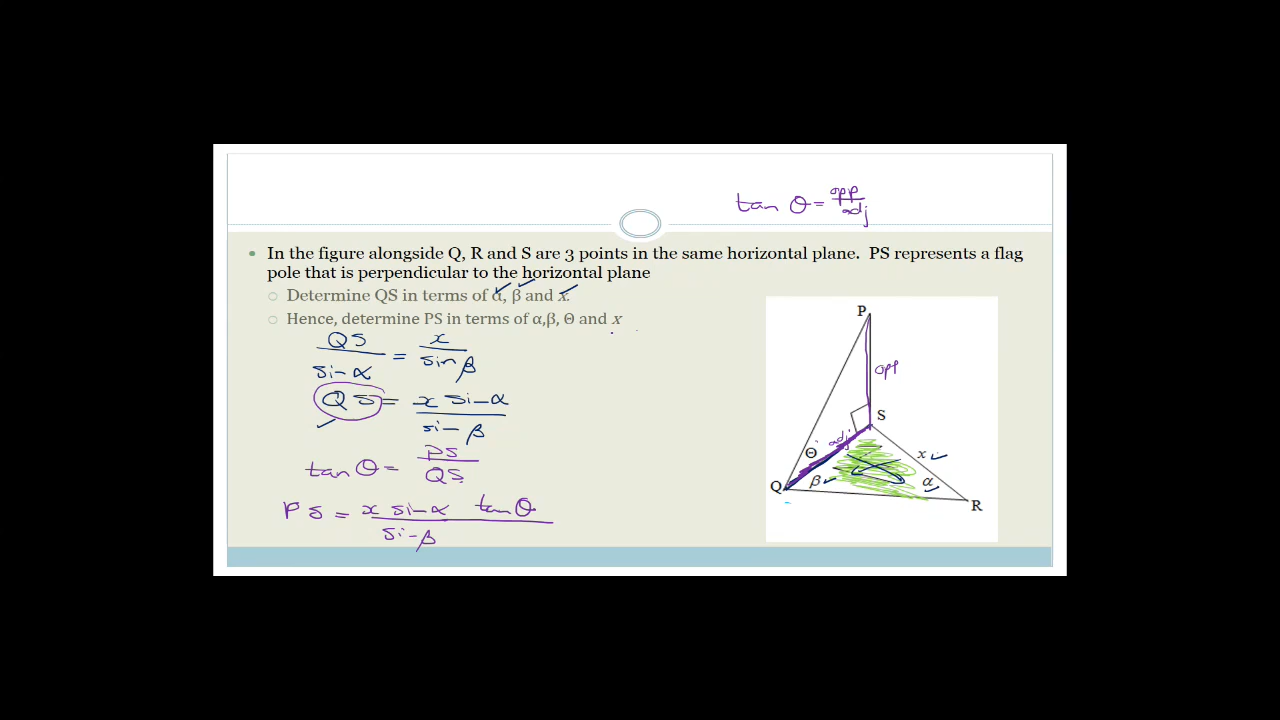 tan θ = opp/adj
• In the figure alongside Q, R and S are 3 points in the same horizontal plane. PS represents a flag
pole that is perpendicular to the horizontal plane
○ Determine QS in terms of α, β and x.
○ Hence, determine PS in terms of α,β, Θ and x
QS/sin α = x/sin β
QS = x sin α/sin β
tan θ = PS/QS
PS = x sin α tan θ/sin β
P
opp
S
adj
Θ
x
Q
β
α
R